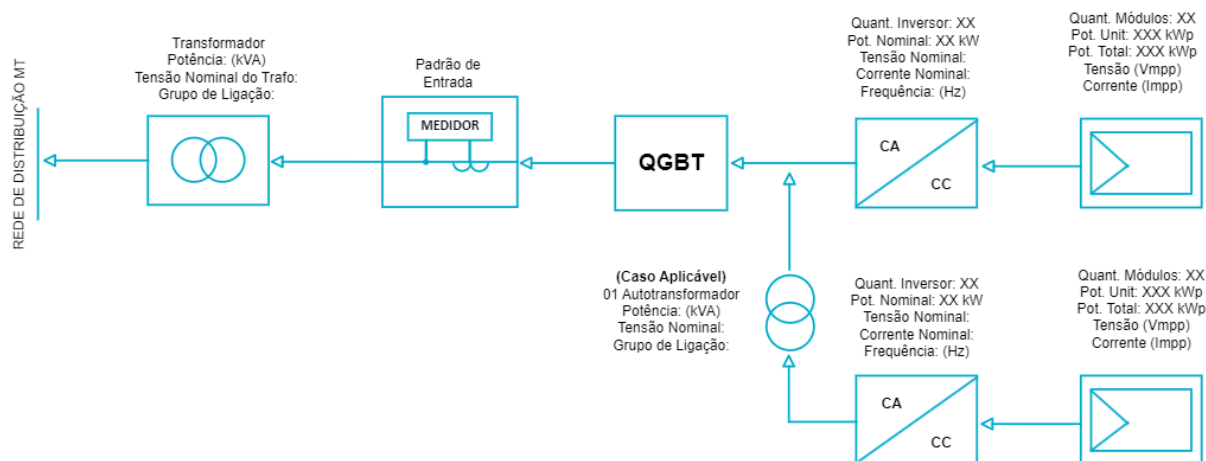 REDE DE DISTRIBUIÇÃO MT
Transformador
Potência: (kVA)
Tensão Nominal do Trafo:
Grupo de Ligação:
Padrão de
Entrada
MEDIDOR
QGBT
Quant. Inversor: XX
Pot. Nominal: XX kW
Tensão Nominal:
Corrente Nominal:
Frequência: (Hz)
CA
CC
Quant. Módulos: XX
Pot. Unit: XXX kWp
Pot. Total: XXX kWp
Tensão (Vmpp)
Corrente (Impp)
(Caso Aplicável)
01 Autotransformador
Potência: (kVA)
Tensão Nominal:
Grupo de Ligação:
Quant. Inversor: XX
Pot. Nominal: XX kW
Tensão Nominal:
Corrente Nominal:
Frequência: (Hz)
CA
CC
Quant. Módulos: XX
Pot. Unit: XXX kWp
Pot. Total: XXX kWp
Tensão (Vmpp)
Corrente (Impp)